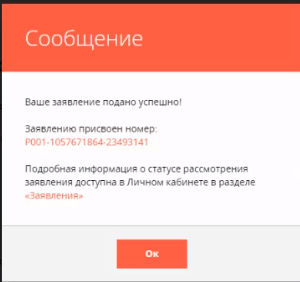 Сообщение
Ваше заявление подано успешно!
Заявлению присвоен номер:
P001-1057671864-23493141
Подробная информация о статусе рассмотрения
заявления доступна в Личном кабинете в разделе
«Заявления»
Ок